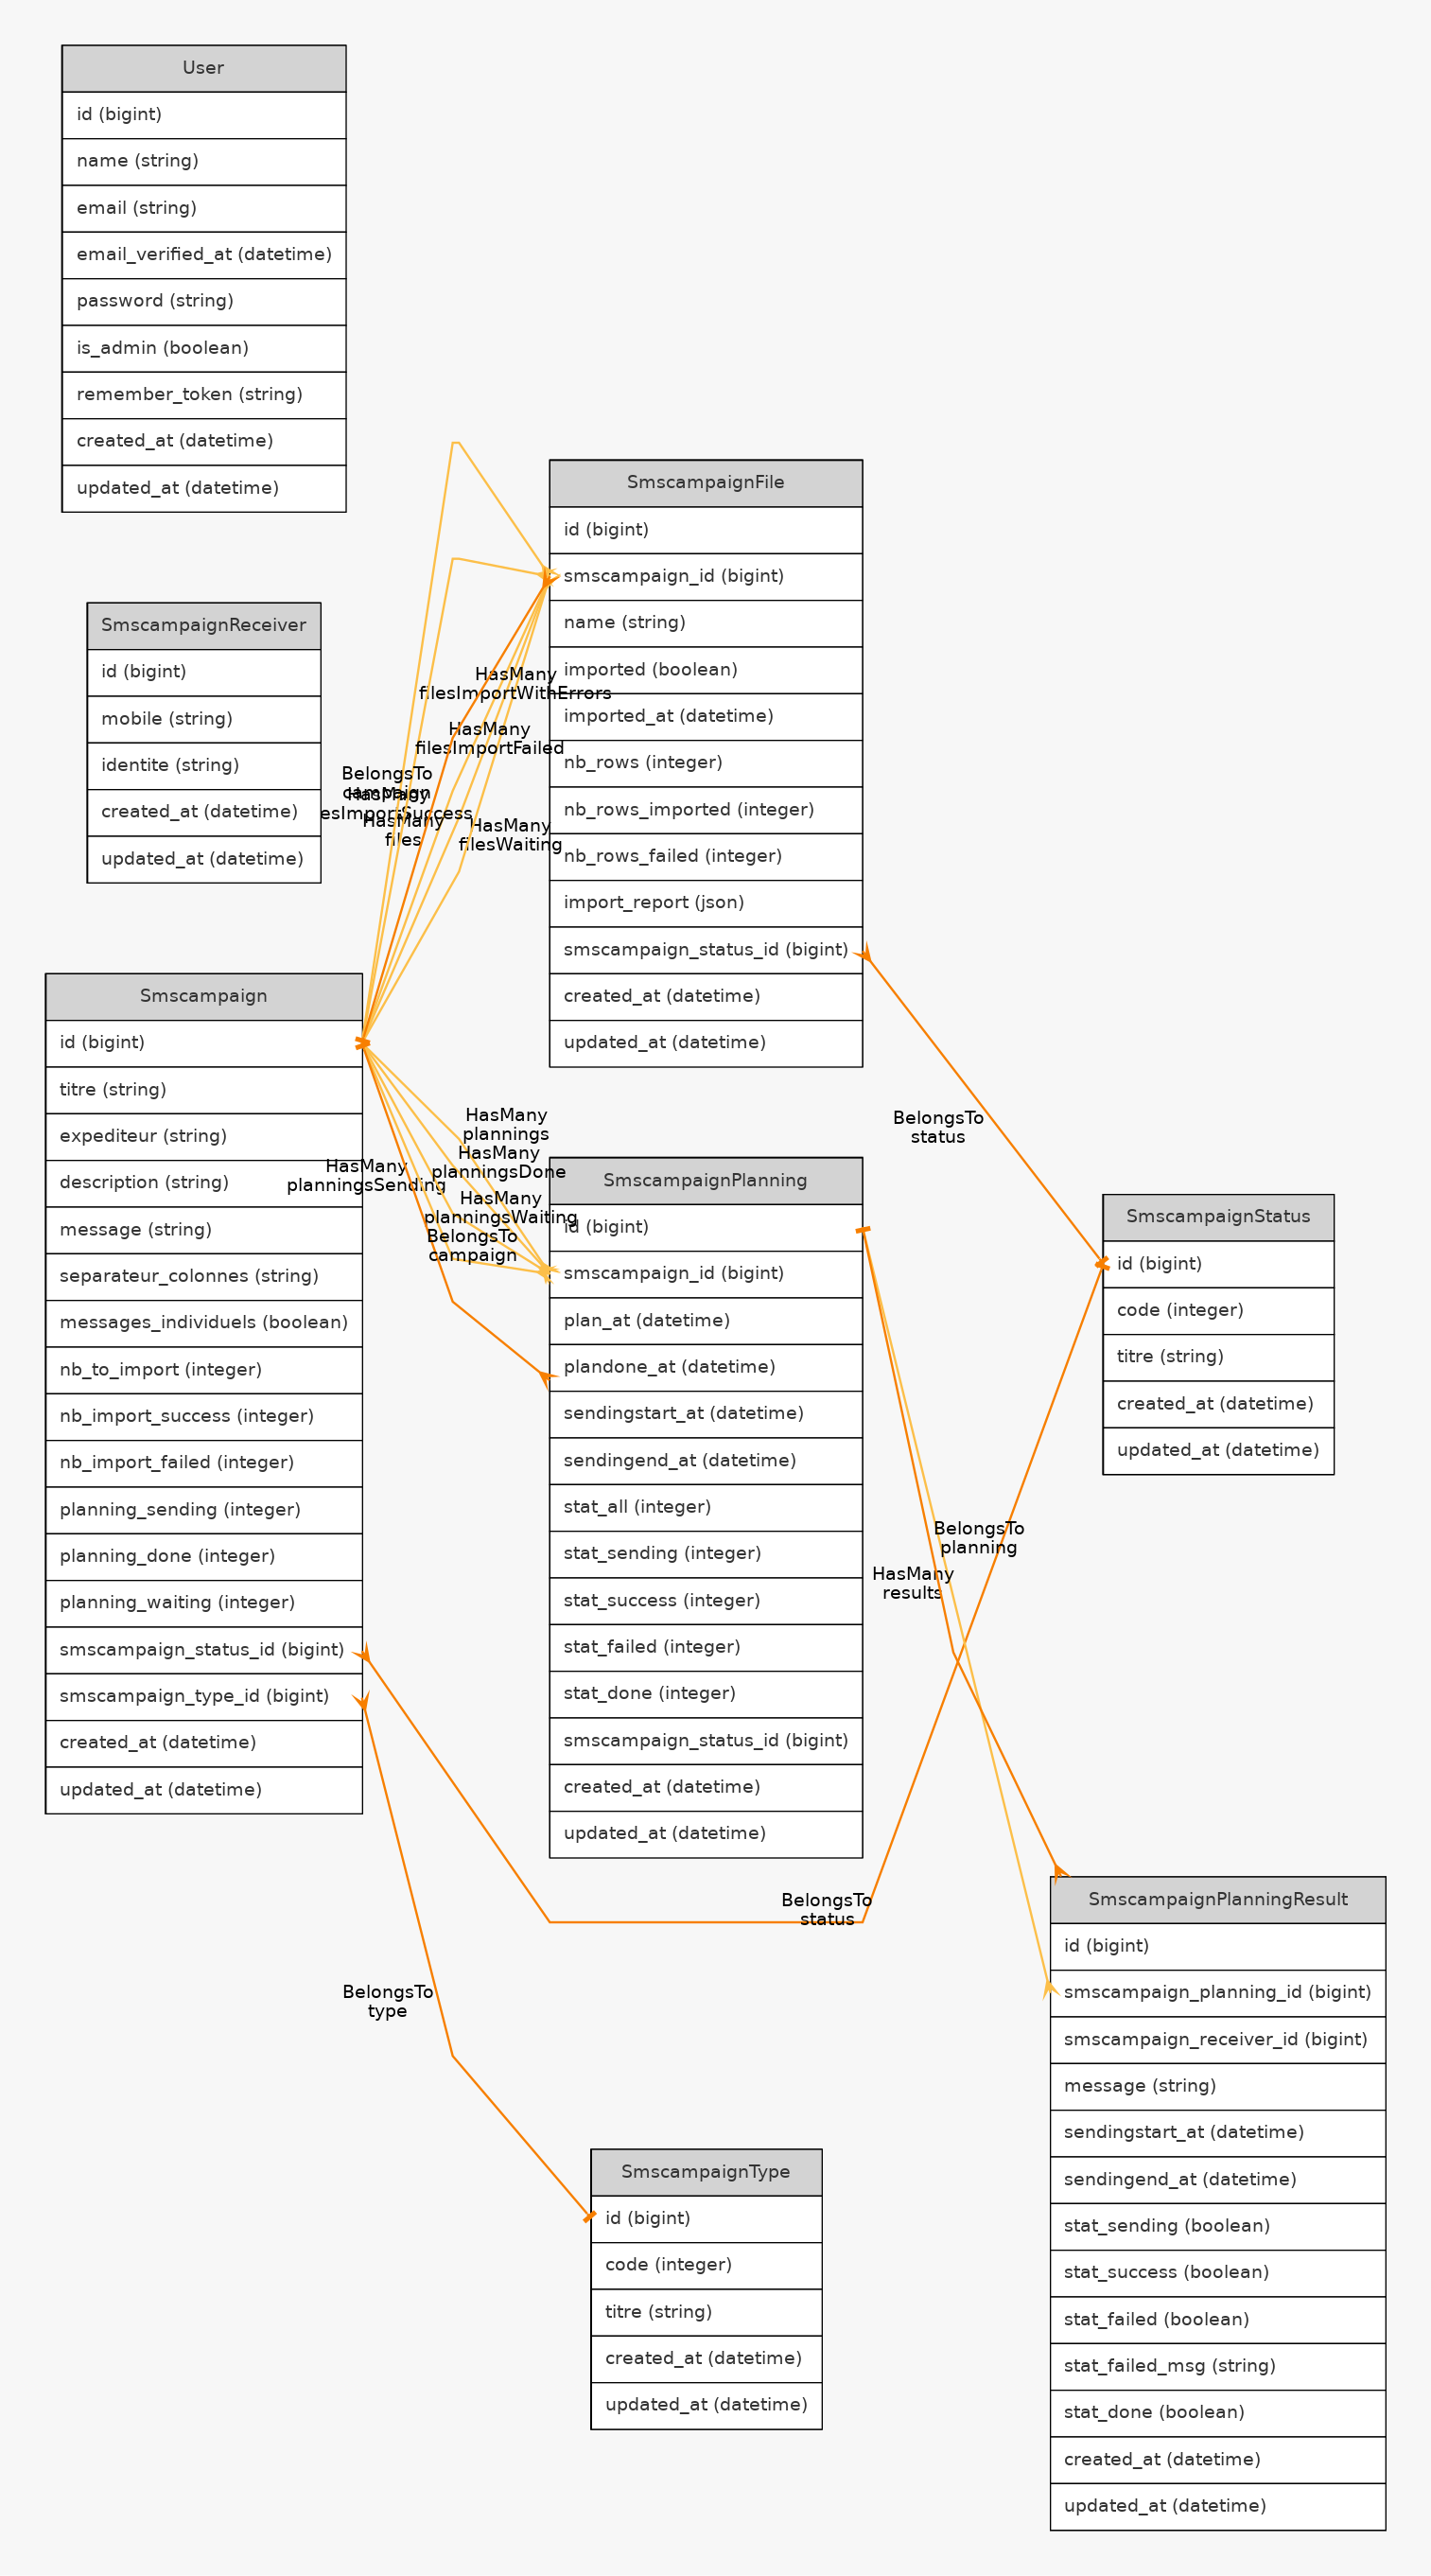 User
id (bigint)
name (string)
email (string)
email_verified_at (datetime)
password (string)
is_admin (boolean)
remember_token (string)
created_at (datetime)
updated_at (datetime)
SmscampaignReceiver
id (bigint)
mobile (string)
identite (string)
created_at (datetime)
updated_at (datetime)
Smscampaign
id (bigint)
titre (string)
expediteur (string)
description (string)
message (string)
separateur_colonnes (string)
messages_individuels (boolean)
nb_to_import (integer)
nb_import_success (integer)
nb_import_failed (integer)
planning_sending (integer)
planning_done (integer)
planning_waiting (integer)
smscampaign_status_id (bigint)
smscampaign_type_id (bigint)
created_at (datetime)
updated_at (datetime)
HasMany
filesImportWithErrors
HasMany
filesImportFailed
BelongsTo
campaign
HasMany
esImportSuccess
HasMany
files
HasMany
filesWaiting
HasMany
plannings
HasMany
planningsDone
HasMany
planningsSending
HasMany
planningsWaiting
BelongsTo
campaign
SmscampaignFile
id (bigint)
smscampaign_id (bigint)
name (string)
imported (boolean)
imported_at (datetime)
nb_rows (integer)
nb_rows_imported (integer)
nb_rows_failed (integer)
import_report (json)
smscampaign_status_id (bigint)
created_at (datetime)
updated_at (datetime)
SmscampaignPlanning
id (bigint)
smscampaign_id (bigint)
plan_at (datetime)
plandone_at (datetime)
sendingstart_at (datetime)
sendingend_at (datetime)
stat_all (integer)
stat_sending (integer)
stat_success (integer)
stat_failed (integer)
stat_done (integer)
smscampaign_status_id (bigint)
created_at (datetime)
updated_at (datetime)
BelongsTo
status
SmscampaignStatus
id (bigint)
code (integer)
titre (string)
created_at (datetime)
updated_at (datetime)
BelongsTo
planning
HasMany
results
BelongsTo
status
BelongsTo
type
SmscampaignType
id (bigint)
code (integer)
titre (string)
created_at (datetime)
updated_at (datetime)
SmscampaignPlanningResult
id (bigint)
smscampaign_planning_id (bigint)
smscampaign_receiver_id (bigint)
message (string)
sendingstart_at (datetime)
sendingend_at (datetime)
stat_sending (boolean)
stat_success (boolean)
stat_failed (boolean)
stat_failed_msg (string)
stat_done (boolean)
created_at (datetime)
updated_at (datetime)